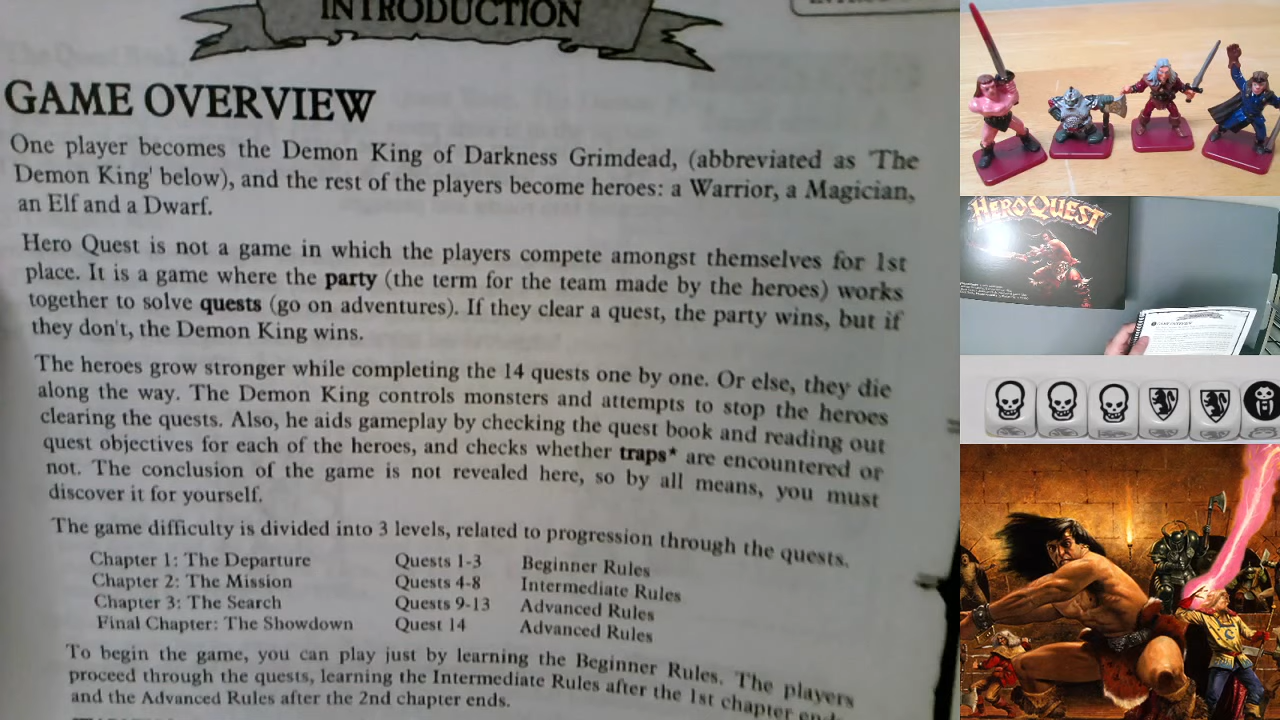 INTRODUCTION
GAME OVERVIEW
One player becomes the Demon King of Darkness Grimdead, (abbreviated as 'The
Demon King' below), and the rest of the players become heroes: a Warrior, a Magician,
an Elf and a Dwarf.
Hero Quest is not a game in which the players compete amongst themselves for 1st
place. It is a game where the party (the term for the team made by the heroes) works
together to solve quests (go on adventures). If they clear a quest, the party wins, but if
they don't, the Demon King wins.
The heroes grow stronger while completing the 14 quests one by one. Or else, they die
along the way. The Demon King controls monsters and attempts to stop the heroes
clearing the quests. Also, he aids gameplay by checking the quest book and reading out
quest objectives for each of the heroes, and checks whether traps* are encountered or
not. The conclusion of the game is not revealed here, so by all means, you must
discover it for yourself.
The game difficulty is divided into 3 levels, related to progression through the quests.
Chapter 1: The Departure Quests 1-3 Beginner Rules
Chapter 2: The Mission Quests 4-8 Intermediate Rules
Chapter 3: The Search Quests 9-13 Advanced Rules
Final Chapter: The Showdown Quest 14 Advanced Rules
To begin the game, you can play just by learning the Beginner Rules. The players
proceed through the quests, learning the Intermediate Rules after the 1st chapter ends
and the Advanced Rules after the 2nd chapter ends.
HEROQUEST
GAME OVERVIEW